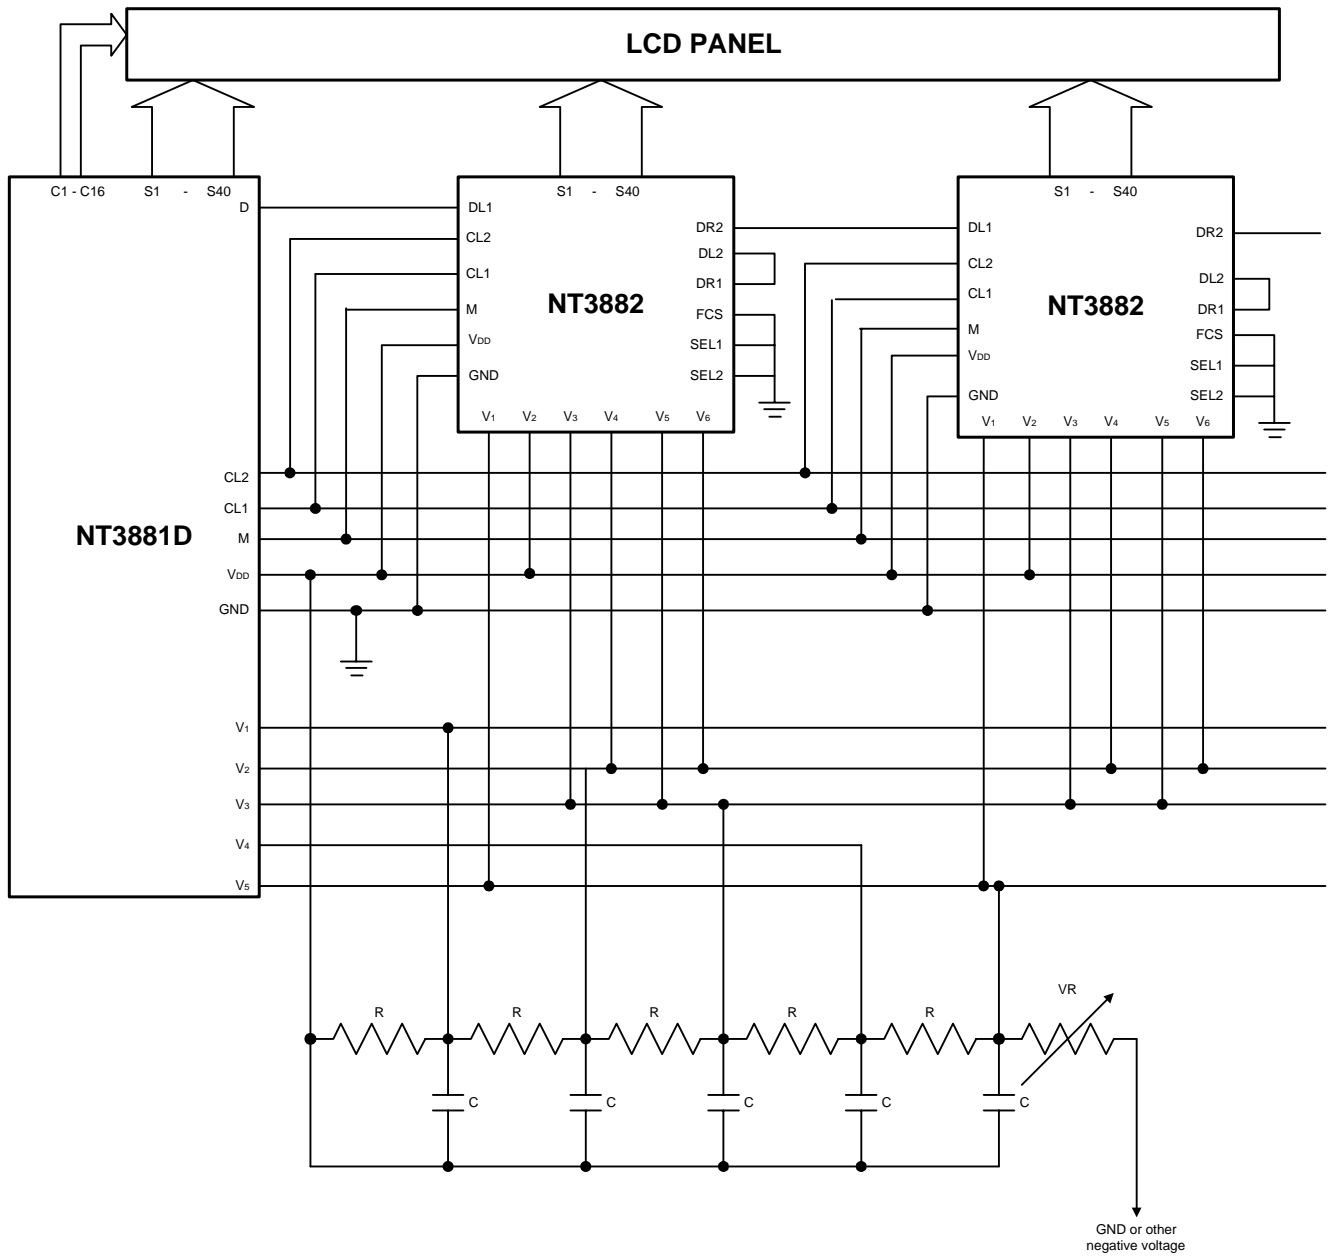 LCD PANEL
C1 - C16 S1 - S40
D
NT3881D
CL2
CL1
M
VDD
GND
V1
V2
V3
V4
V5
S1 - S40
DL1
CL2
CL1
M
VDD
GND
NT3882
DR2
DL2
DR1
FCS
SEL1
SEL2
V1 V2 V3 V4 V5 V6
S1 - S40
DL1
CL2
CL1
M
VDD
GND
NT3882
DR2
DL2
DR1
FCS
SEL1
SEL2
V1 V2 V3 V4 V5 V6
R R R R R VR
C C C C C
GND or other
negative voltage